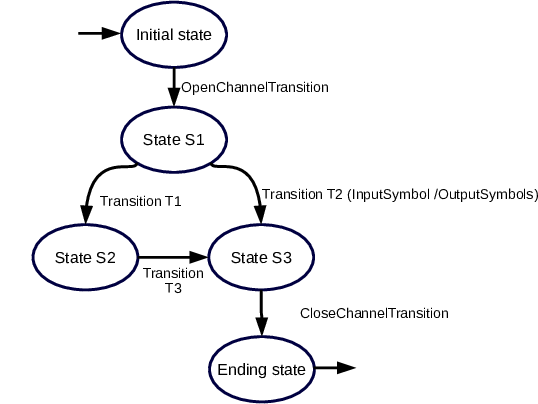 Initial state
OpenChannelTransition
State S1
Transition T1
Transition T2 (InputSymbol /OutputSymbols)
State S2
Transition
T3
State S3
CloseChannelTransition
Ending state